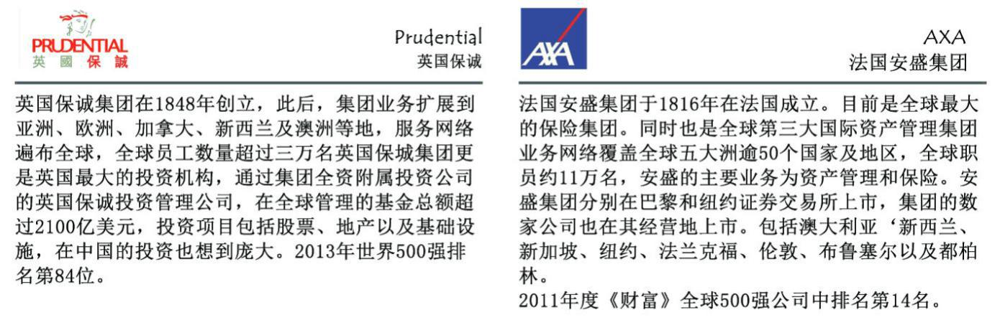 PRUDENTIAL
英國保誠
Prudential
英国保诚
英国保诚集团在1848年创立，此后，集团业务扩展到
亚洲、欧洲、加拿大、新西兰及澳洲等地，服务网络
遍布全球，全球员工数量超过三万名英国保城集团更
是英国最大的投资机构，通过集团全资附属投资公司
的英国保诚投资管理公司，在全球管理的基金总额超
过2100亿美元，投资项目包括股票、地产以及基础设
施，在中国的投资也想到庞大。2013年世界500强排
名第84位。
AXA
AXA
法国安盛集团
法国安盛集团于1816年在法国成立。目前是全球最大
的保险集团。同时也是全球第三大国际资产管理集团
业务网络覆盖全球五大洲逾50个国家及地区，全球职
员约11万名，安盛的主要业务为资产管理和保险。安
盛集团分别在巴黎和纽约证券交易所上市，集团的数
家公司也在其经营地上市。包括澳大利亚‘新西兰、
新加坡、纽约、法兰克福、伦敦、布鲁塞尔以及都柏
林。
2011年度《财富》全球500强公司中排名第14名。